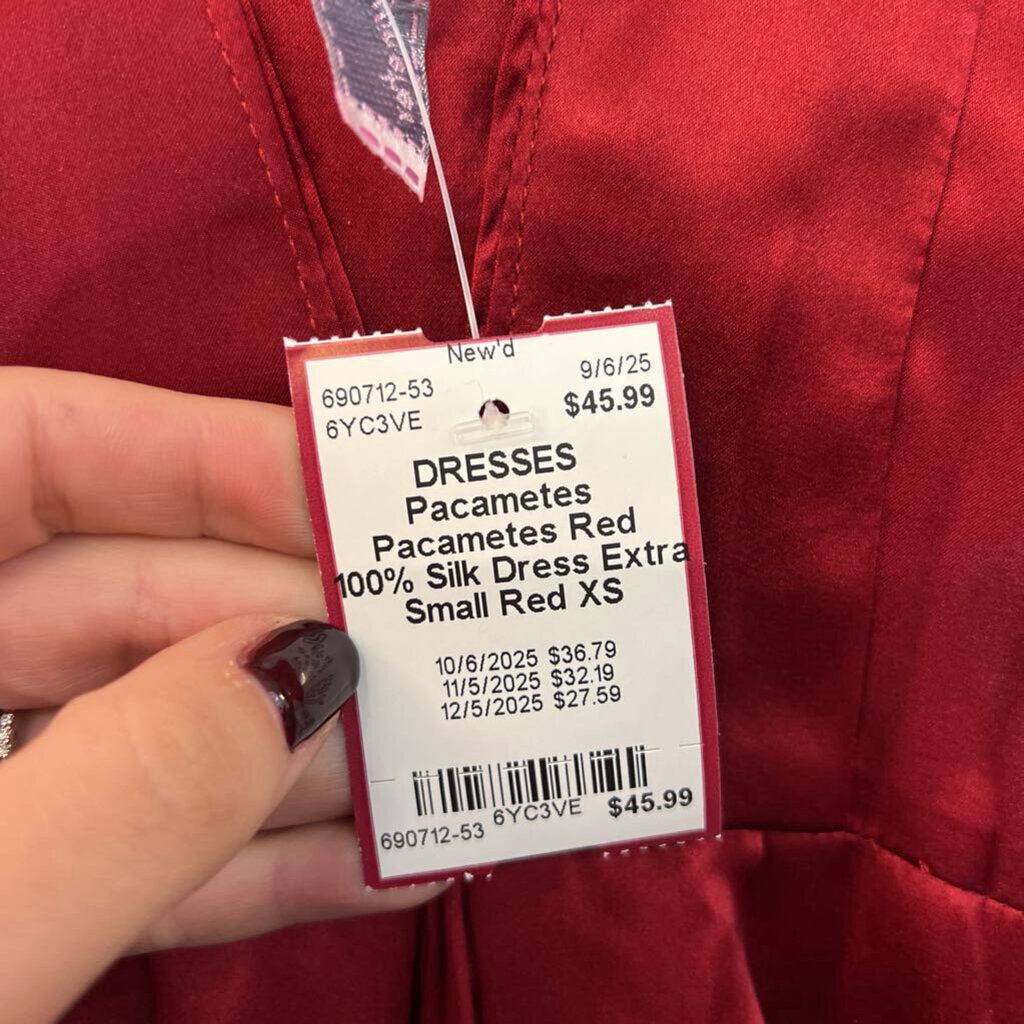 New'd
690712-53
9/6/25
6YC3VE
$45.99
DRESSES
Pacametes
Pacametes Red
100% Silk Dress Extra
Small Red XS
10/6/2025 $36.79
11/5/2025 $32.19
12/5/2025 $27.59
690712-53 6YC3VE $45.99